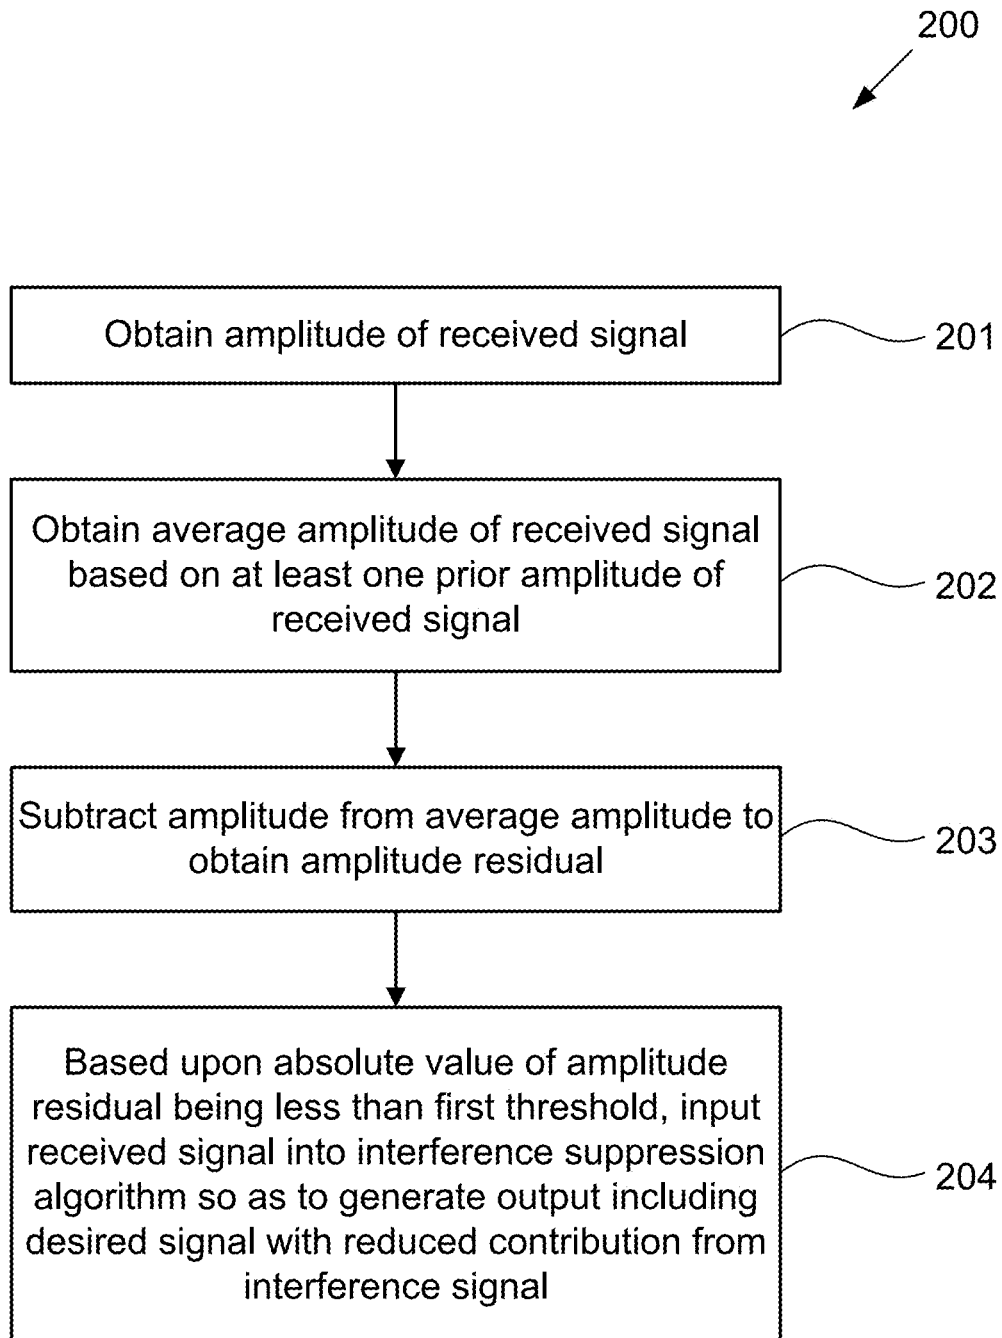 200
Obtain amplitude of received signal
201
Obtain average amplitude of received signal
based on at least one prior amplitude of
received signal
202
Subtract amplitude from average amplitude to
obtain amplitude residual
203
Based upon absolute value of amplitude
residual being less than first threshold, input
received signal into interference suppression
algorithm so as to generate output including
desired signal with reduced contribution from
interference signal
204